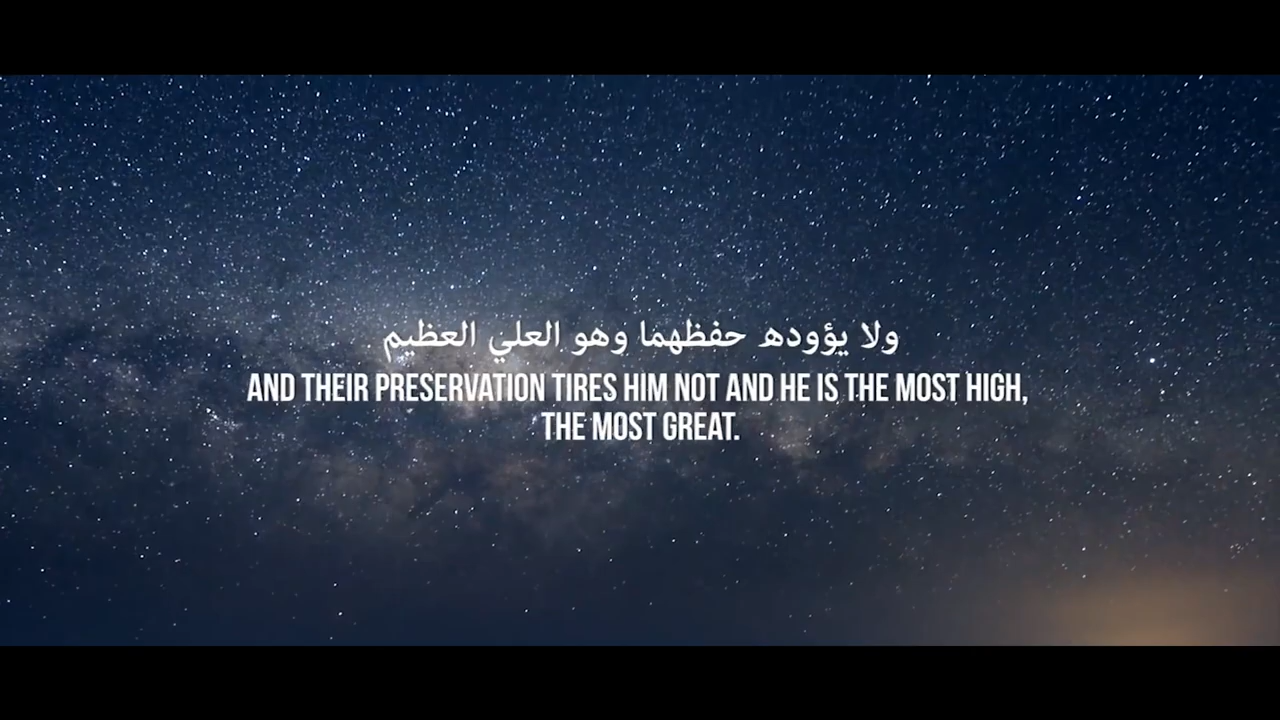 ولا يؤوده حفظهما وهو العلي العظيم
AND THEIR PRESERVATION TIRES HIM NOT AND HE IS THE MOST HIGH,
THE MOST GREAT.